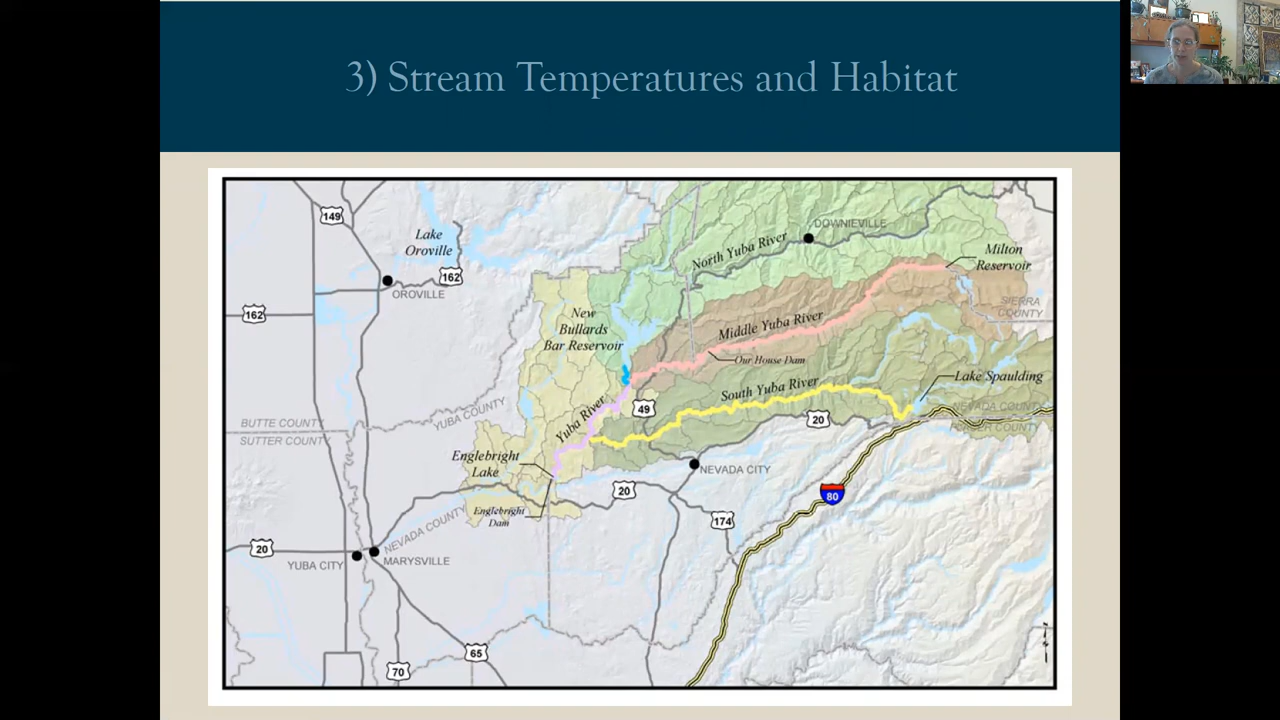 3) Stream Temperatures and Habitat
149
Lake
Oroville
162
OROVILLE
162
DOWNIEVILLE
North Yuba River
Milton
Reservoir
SIERRA
COUNTY
New
Bullards
Bar Reservoir
Middle Yuba River
Our House Dam
Lake Spaulding
South Yuba River
49
20
NEVADA COUNTY
PLACER COUNTY
Yuba River
YUBA COUNTY
BUTTE COUNTY
SUTTER COUNTY
Englebright
Lake
NEVADA CITY
20
80
Englebright
Dam
174
NEVADA COUNTY
20
YUBA CITY
MARYSVILLE
65
70